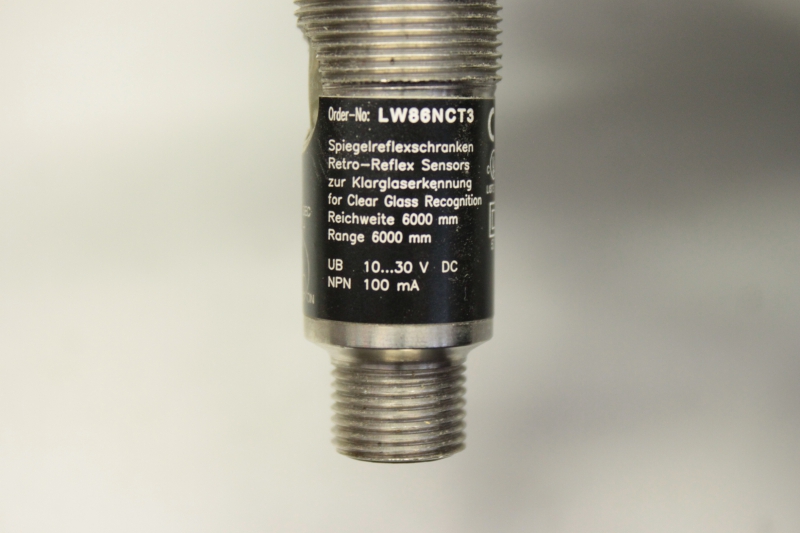 Order-No: LW86NCT3
Spiegelreflexschranken
Retro-Reflex Sensors
zur Klarglaserkennung
for Clear Glass Recognition
Reichweite 6000 mm
Range 6000 mm
UB 10...30 V DC
NPN 100 mA